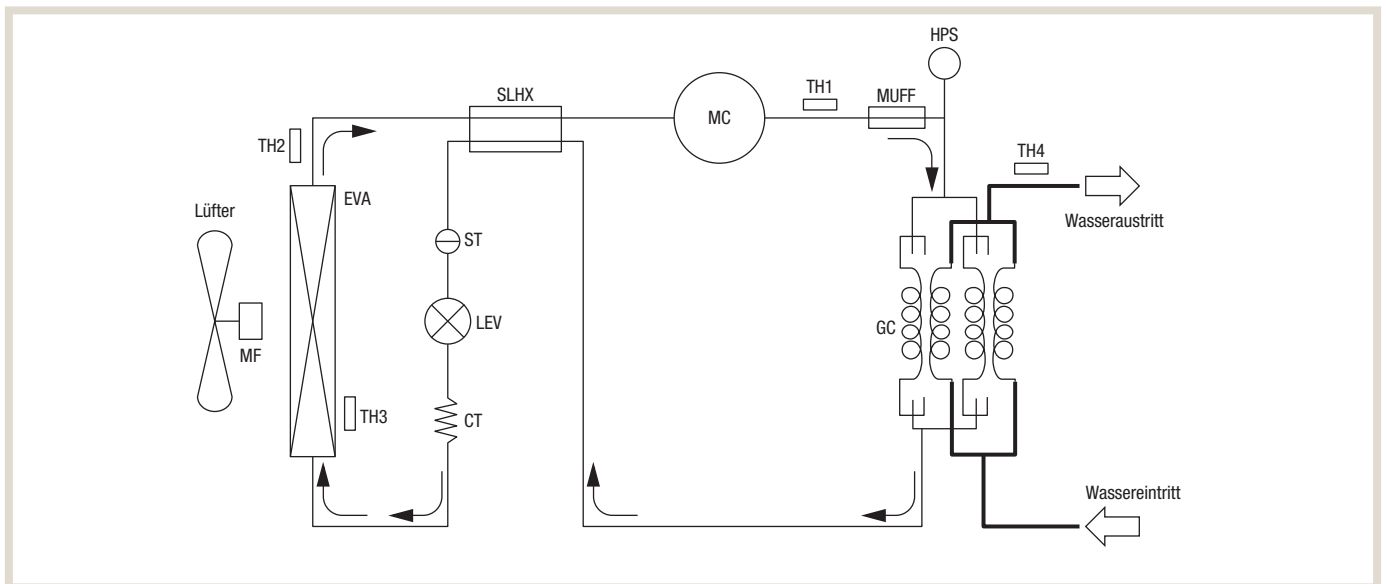 HPS
SLHX
TH1
MUFF
MC
TH2
TH4
EVA
Lüfter
Wasseraustritt
ST
LEV
GC
MF
TH3
CT
Wassereintritt